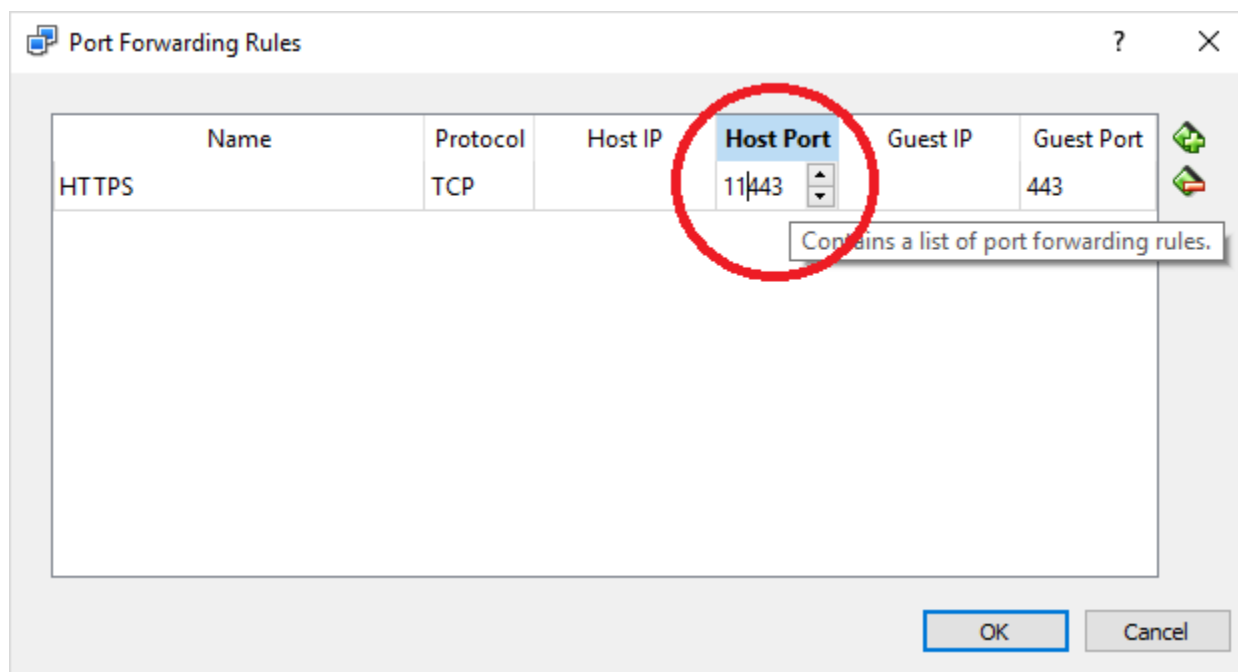 Port Forwarding Rules ?
Name Protocol Host IP Host Port Guest IP Guest Port
HTTPS TCP 11443 443
Contains a list of port forwarding rules.
OK Cancel